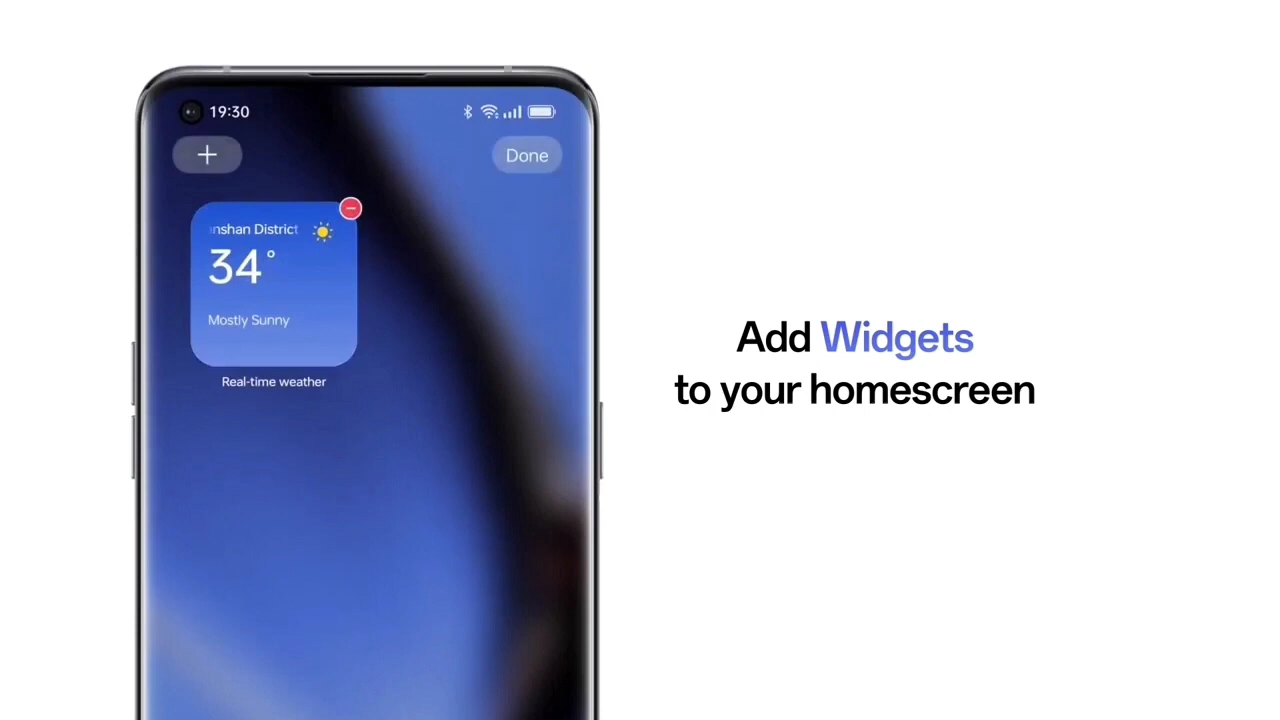 19:30
Done
nshan District
34°
Mostly Sunny
Real-time weather
Add Widgets
to your homescreen